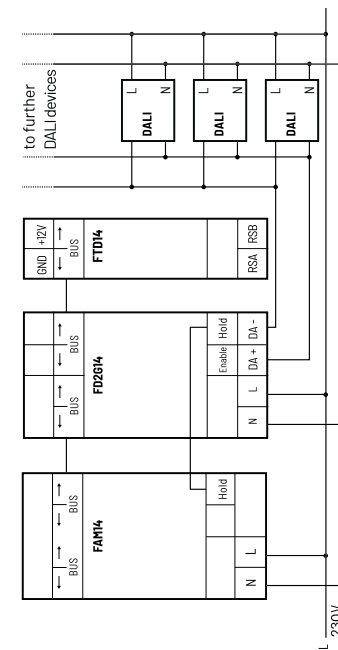 to further
DALI devices
L
N
DALI
L
N
DALI
L
N
DALI
GND
+12V
BUS
FTD14
RSA
RSB
BUS
BUS
FD2G14
Enable
Hold
N
L
DA +
DA -
BUS
BUS
FAM14
Hold
N
L
L
230V